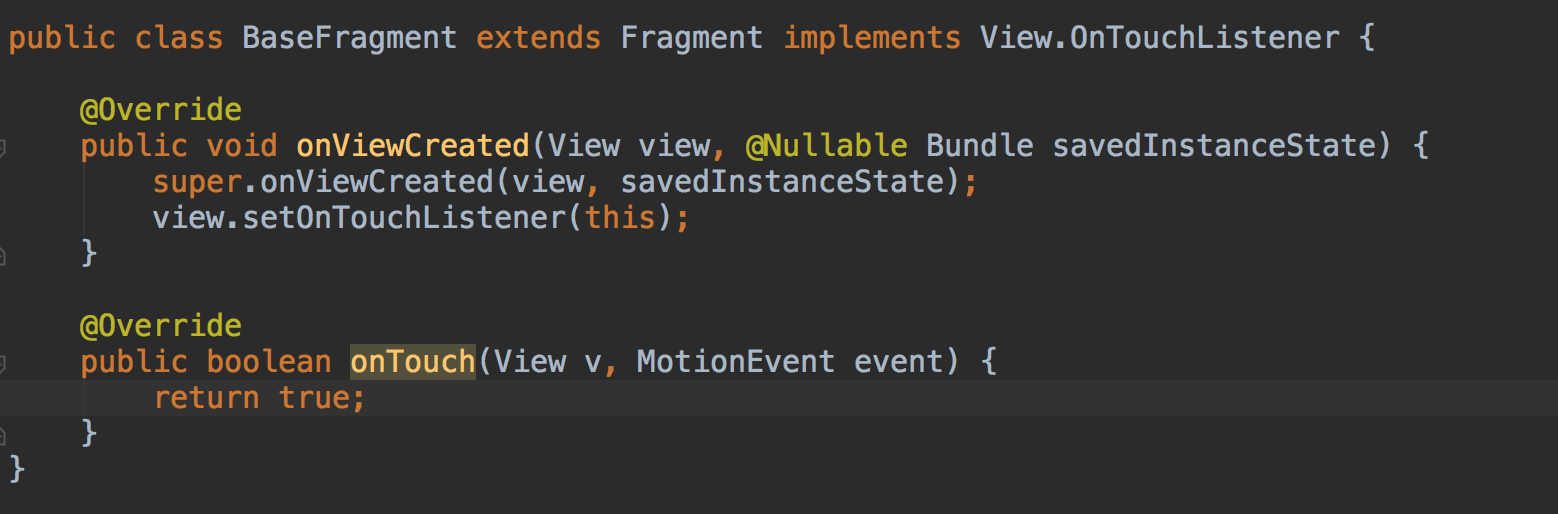 public class BaseFragment extends Fragment implements View.OnTouchListener {
@Override
public void onViewCreated(View view, @Nullable Bundle savedInstanceState) {
super.onViewCreated(view, savedInstanceState);
view.setOnTouchListener(this);
}
@Override
public boolean onTouch(View v, MotionEvent event) {
return true;
}
}